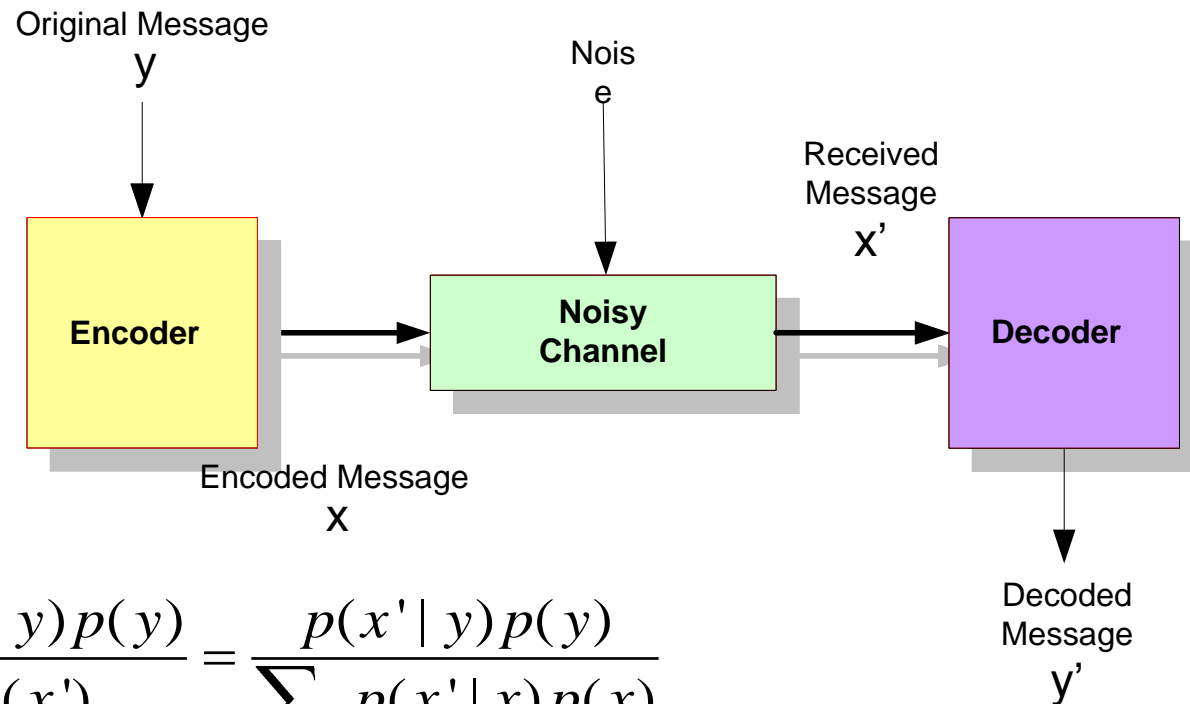 Original Message
y
Nois
e
Received
Message
x’
Encoder
Noisy
Channel
Decoder
Encoded Message
x
Decoded
Message
y’
y) p(y)
(x') = p(x' | y) p(y)
∑ p(x' | x) p(x)